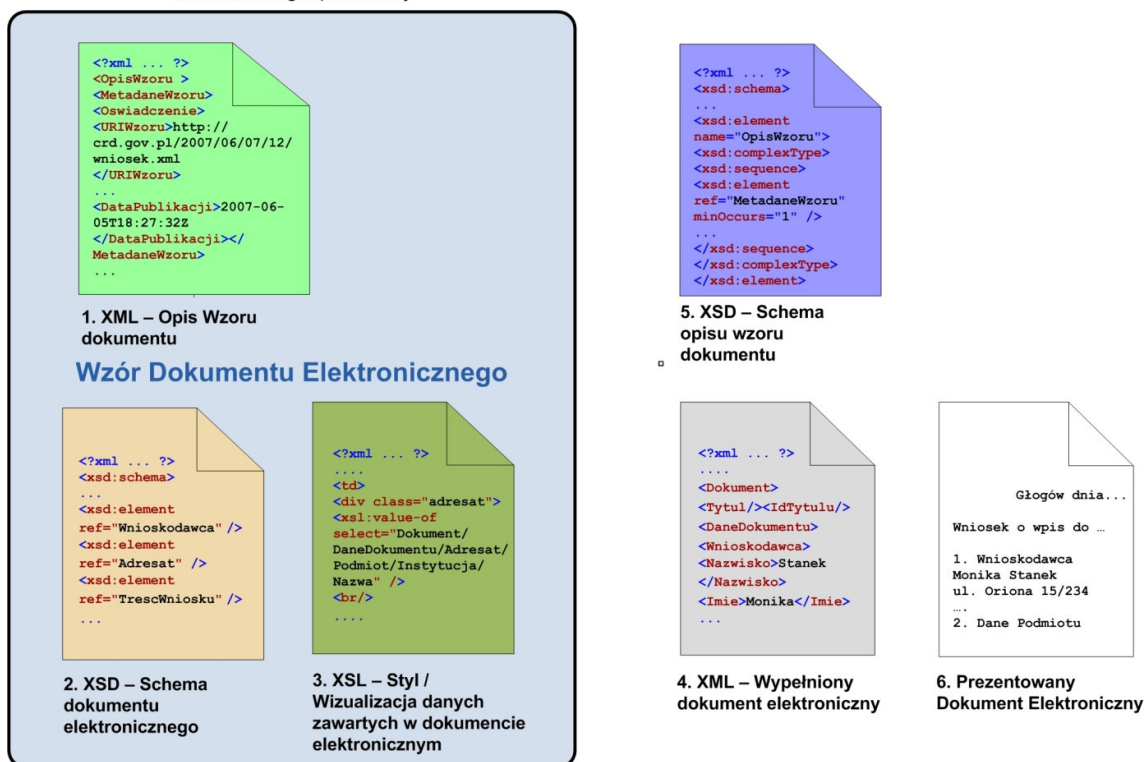 <?xml ... ?>
<OpisWzoru >
<MetadaneWzoru>
<Oswiadczenie>
<URIWzoru>http://
crd.gov.pl/2007/06/07/12/
wniosek.xml
</URIWzoru>
...
<DataPublikacji>2007-06-
05T18:27:32Z
</DataPublikacji></
MetadaneWzoru>
...
1. XML – Opis Wzoru
dokumentu
<?xml ... ?>
<xsd:schema>
...
<xsd:element
name="OpisWzoru">
<xsd:complexType>
<xsd:sequence>
<xsd:element
ref="MetadaneWzoru"
minOccurs="1" />
...
</xsd:sequence>
</xsd:complexType>
</xsd:element>
5. XSD – Schema
opisu wzoru
dokumentu
Wzór Dokumentu Elektronicznego
<?xml ... ?>
<xsd:schema>
...
<xsd:element
ref="Wnioskodawca" />
<xsd:element
ref="Adresat" />
<xsd:element
ref="TrescWniosku" />
...
2. XSD – Schema
dokumentu
elektronicznego
<?xml ... ?>
....
<td>
<div class="adresat">
<xsl:value-of
select="Dokument/
DaneDokumentu/Adresat/
Podmiot/Instytucja/
Nazwa" />
<br/>
....
3. XSL – Styl /
Wizualizacja danych
zawartych w dokumencie
elektronicznym
<?xml ... ?>
....
<Dokument>
<Tytul/><IdTytulu/>
<DaneDokumentu>
<Wnioskodawca>
<Nazwisko>Stanek
</Nazwisko>
<Imie>Monika</Imie>
...
4. XML – Wypełniony
dokument elektroniczny
Głogów dnia...
Wniosek o wpis do …
1. Wnioskodawca
Monika Stanek
ul. Oriona 15/234
….
2. Dane Podmiotu
6. Prezentowany
Dokument Elektroniczny